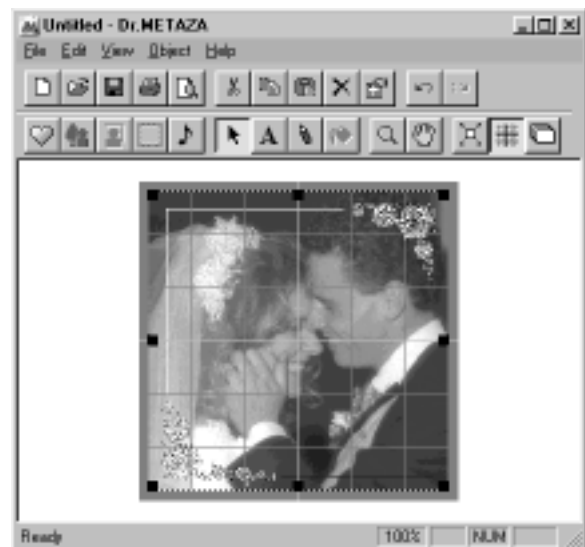 Untitled - Dr.METAZA
File Edit View Object Help
A
Ready 100% NUM